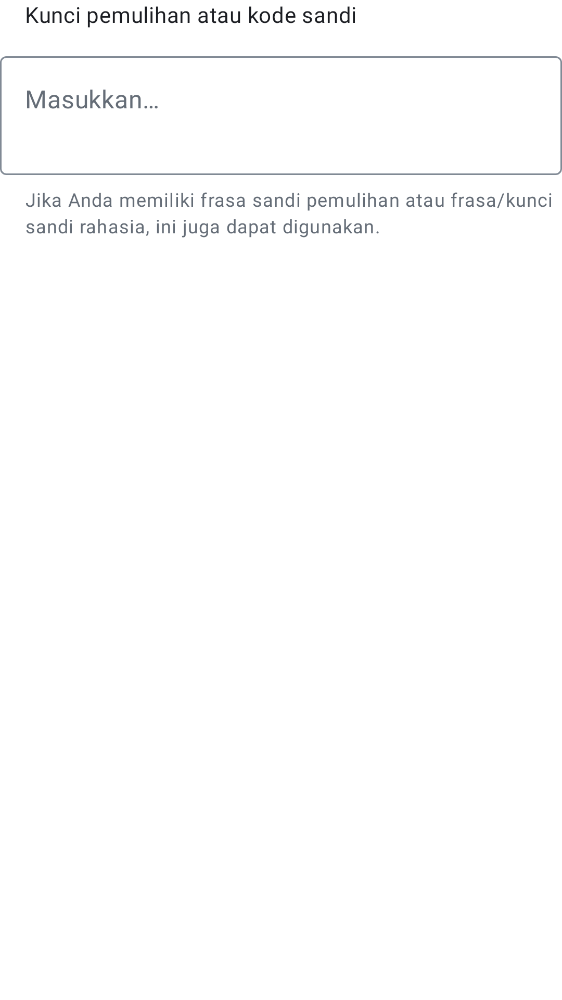 Kunci pemulihan atau kode sandi
Masukkan…
Jika Anda memiliki frasa sandi pemulihan atau frasa/kunci
sandi rahasia, ini juga dapat digunakan.